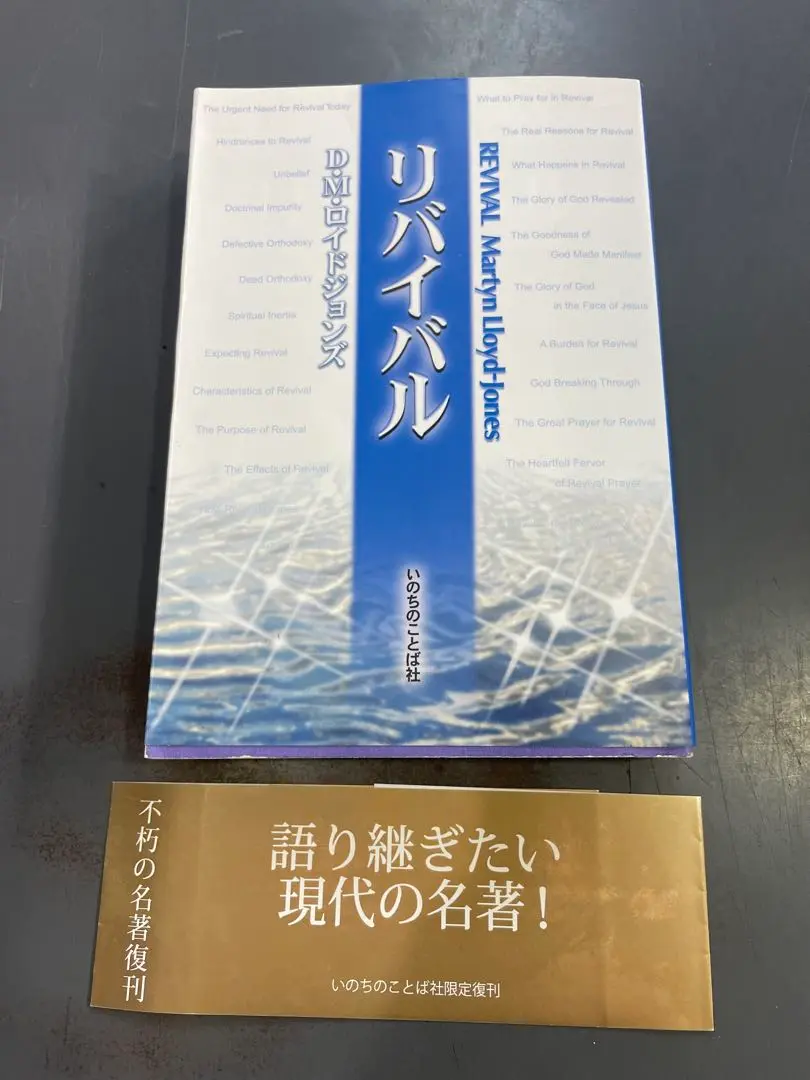 The Urgent Need for Revival Today
Hindrances to Revival
Unbelief
Doctrinal Impurity
Defective Orthodoxy
Dead Orthodoxy
Spiritual Inertia
Expecting Revival
Characteristics of Revival
The Purpose of Revival
The Effects of Revival
D・M・ロイドジョンズ
リバイバル
いのちのことば社
REVIVAL Martyn Lloyd-Jones
What to Pray for in Revival
The Real Reasons for Revival
What Happens in Revival
The Glory of God Revealed
The Goodness of
God Made Manifest
The Glory of God
in the Face of Jesus
A Burden for Revival
God Breaking Through
The Great Prayer for Revival
The Heartfelt Fervor
of Revival Prayer
不朽の名著復刊
語り継ぎたい
現代の名著!
いのちのことば社限定復刊